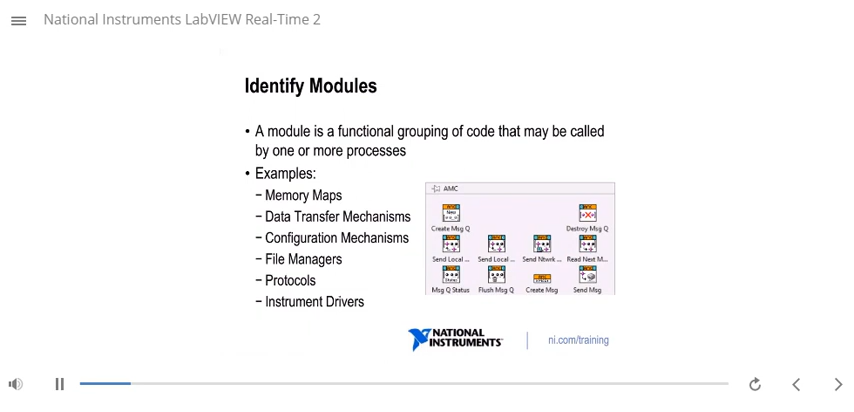 National Instruments LabVIEW Real-Time 2
Identify Modules
• A module is a functional grouping of code that may be called
by one or more processes
• Examples:
− Memory Maps
− Data Transfer Mechanisms
− Configuration Mechanisms
− File Managers
− Protocols
− Instrument Drivers
AMC
Create Msg Q
Destroy Msg Q
Send Local ...
Send Local ...
Send Ntwrk ...
Read Next M...
Msg Q Status
Flush Msg Q
Create Msg
Send Msg
NATIONAL
INSTRUMENTS
ni.com/training